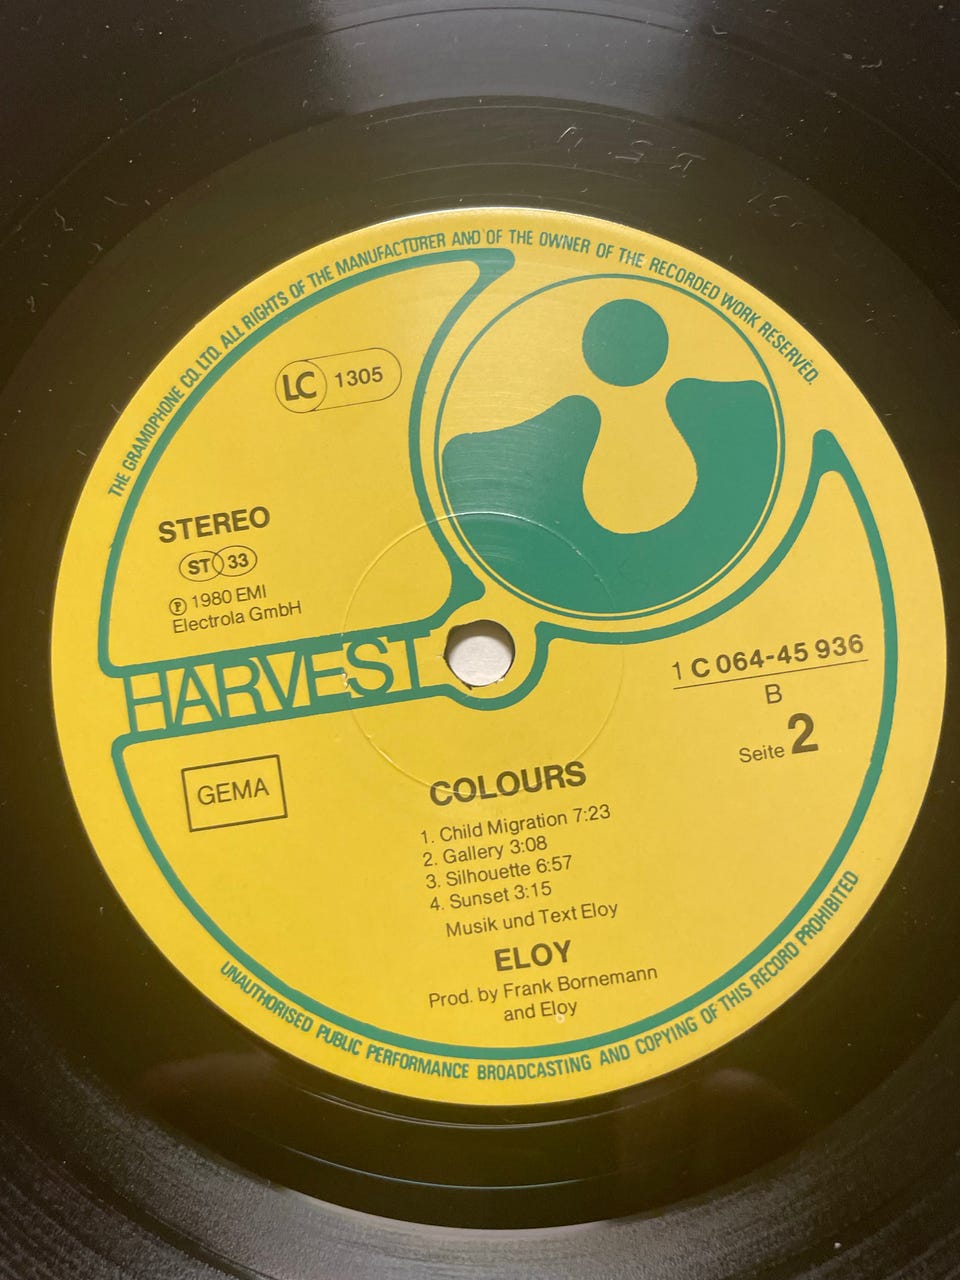 THE GRAMOPHONE CO. LTD. ALL RIGHTS OF THE MANUFACTURER AND OF THE OWNER OF THE RECORDED WORK RESERVED.
LC 1305
STEREO
ST 33
Ⓟ 1980 EMI
Electrola GmbH
HARVEST
1 C 064-45 936
B
Seite 2
GEMA
COLOURS
1. Child Migration 7:23
2. Gallery 3:08
3. Silhouette 6:57
4. Sunset 3:15
Musik und Text Eloy
ELOY
Prod. by Frank Bornemann
and Eloy
UNAUTHORISED PUBLIC PERFORMANCE BROADCASTING AND COPYING OF THIS RECORD PROHIBITED